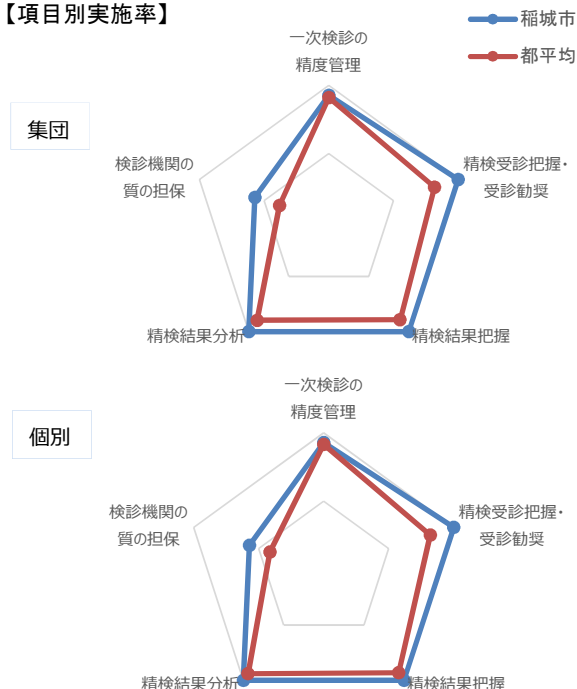 【項目別実施率】
稲城市
都平均
集団
一次検診の
精度管理
精検受診把握・
受診勧奨
精検結果把握
精検結果分析
検診機関の
質の担保
個別
一次検診の
精度管理
精検受診把握・
受診勧奨
精検結果把握
精検結果分析
検診機関の
質の担保